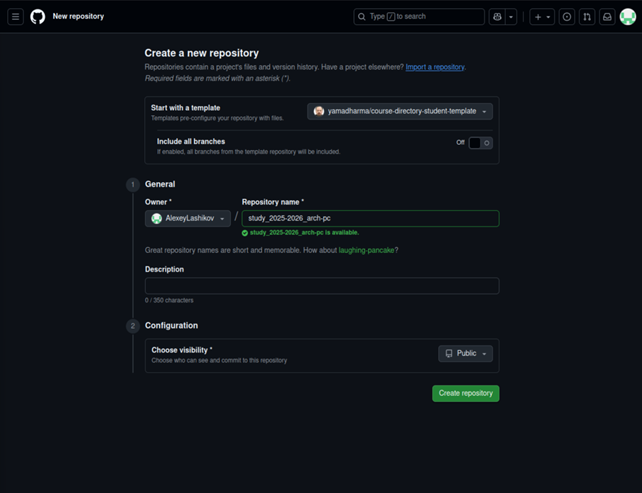 New repository
Type / to search
Create a new repository
Repositories contain a project's files and version history. Have a project elsewhere? Import a repository.
Required fields are marked with an asterisk (*).
Start with a template
Templates pre-configure your repository with files.
yamadharma/course-directory-student-template
Include all branches
If enabled, all branches from the template repository will be included.
Off
1 General
Owner *
Repository name *
AlexeyLashikov / study_2025-2026_arch-pc
study_2025-2026_arch-pc is available.
Great repository names are short and memorable. How about laughing-pancake?
Description
0 / 350 characters
2 Configuration
Choose visibility *
Choose who can see and commit to this repository
Public
Create repository